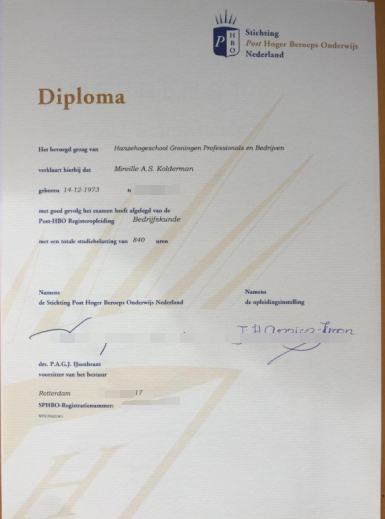 P
H
B
O
Stichting
Post Hoger Beroeps Onderwijs
Nederland
Diploma
Het bevoegd gezag van Hanzehogeschool Groningen Professionals en Bedrijven
verklaart hierbij dat Mireille A.S. Kolderman
geboren 14-12-1973
met goed gevolg het examen heeft afgelegd van de
Post-HBO Registeropleiding Bedrijfskunde
met een totale studiebelasting van 840 uren
Namens
de Stichting Post Hoger Beroeps Onderwijs Nederland
Namens
de opleidingsinstelling
drs. P.A.G.J. IJsenbrant
voorzitter van het bestuur
Rotterdam 17
SPHBO-Registratienummer: